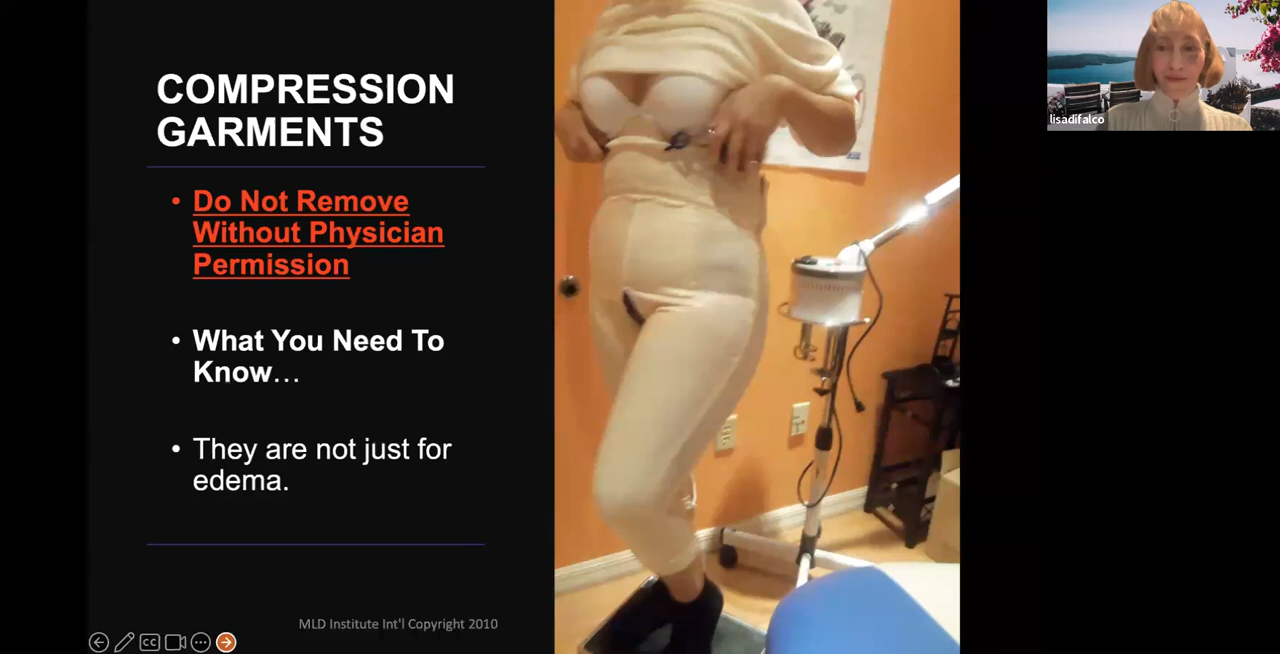 COMPRESSION
GARMENTS
• Do Not Remove
Without Physician
Permission
• What You Need To
Know…
• They are not just for
edema.
MLD Institute Int'l Copyright 2010
CC
lisadifalco